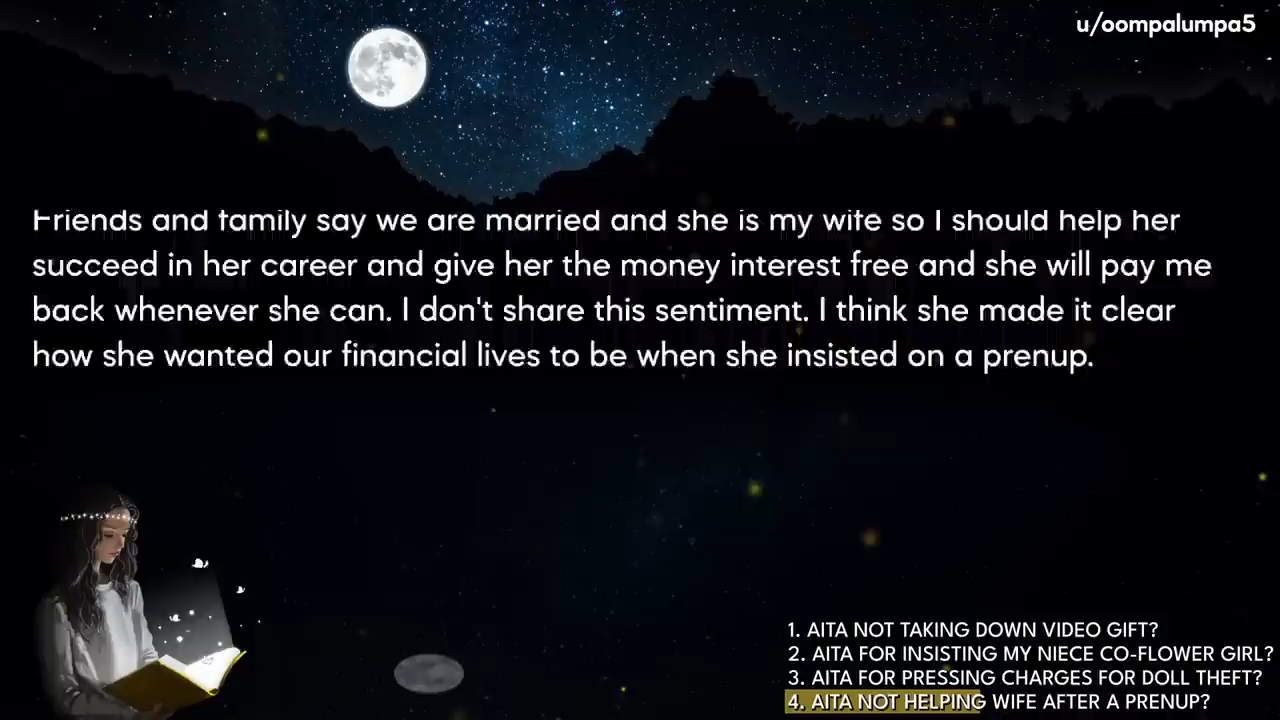 u/oompalumpa5
Friends and family say we are married and she is my wife so I should help her
succeed in her career and give her the money interest free and she will pay me
back whenever she can. I don't share this sentiment. I think she made it clear
how she wanted our financial lives to be when she insisted on a prenup.
1. AITA NOT TAKING DOWN VIDEO GIFT?
2. AITA FOR INSISTING MY NIECE CO-FLOWER GIRL?
3. AITA FOR PRESSING CHARGES FOR DOLL THEFT?
4. AITA NOT HELPING WIFE AFTER A PRENUP?